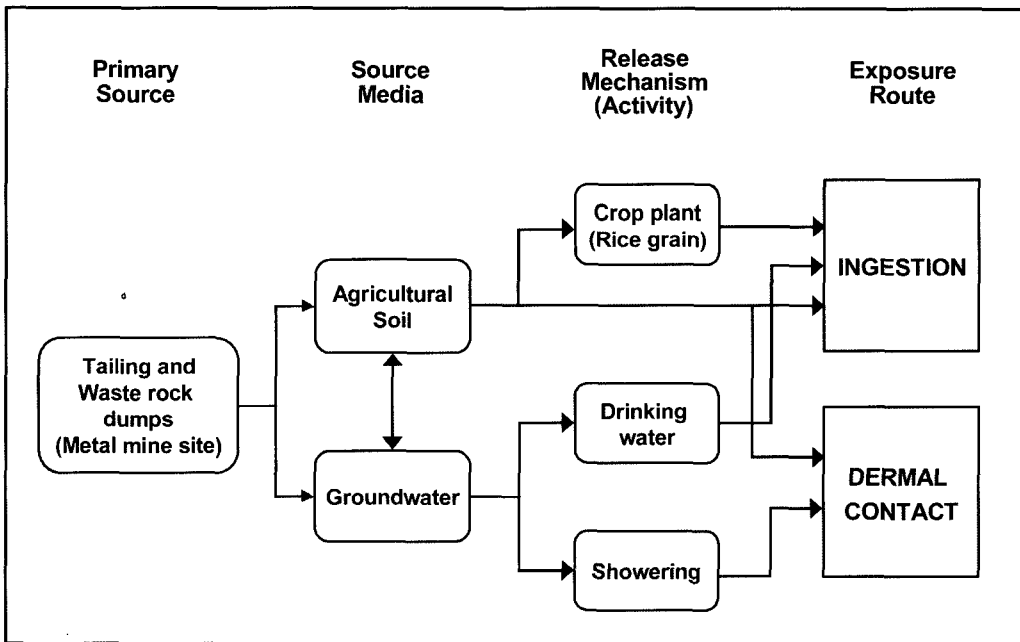 Primary
Source
Source
Media
Release
Mechanism
(Activity)
Exposure
Route
Tailing and
Waste rock
dumps
(Metal mine site)
Agricultural
Soil
Groundwater
Crop plant
(Rice grain)
Drinking
water
Showering
INGESTION
DERMAL
CONTACT